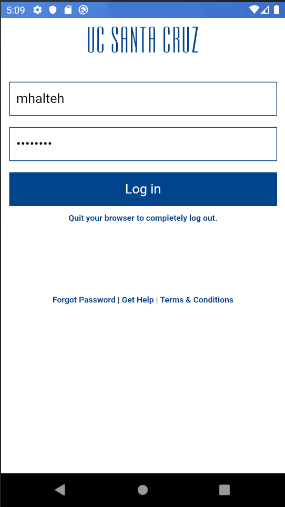 5:09
UC SANTA CRUZ
mhalteh
••••••••
Log in
Quit your browser to completely log out.
Forgot Password | Get Help | Terms & Conditions